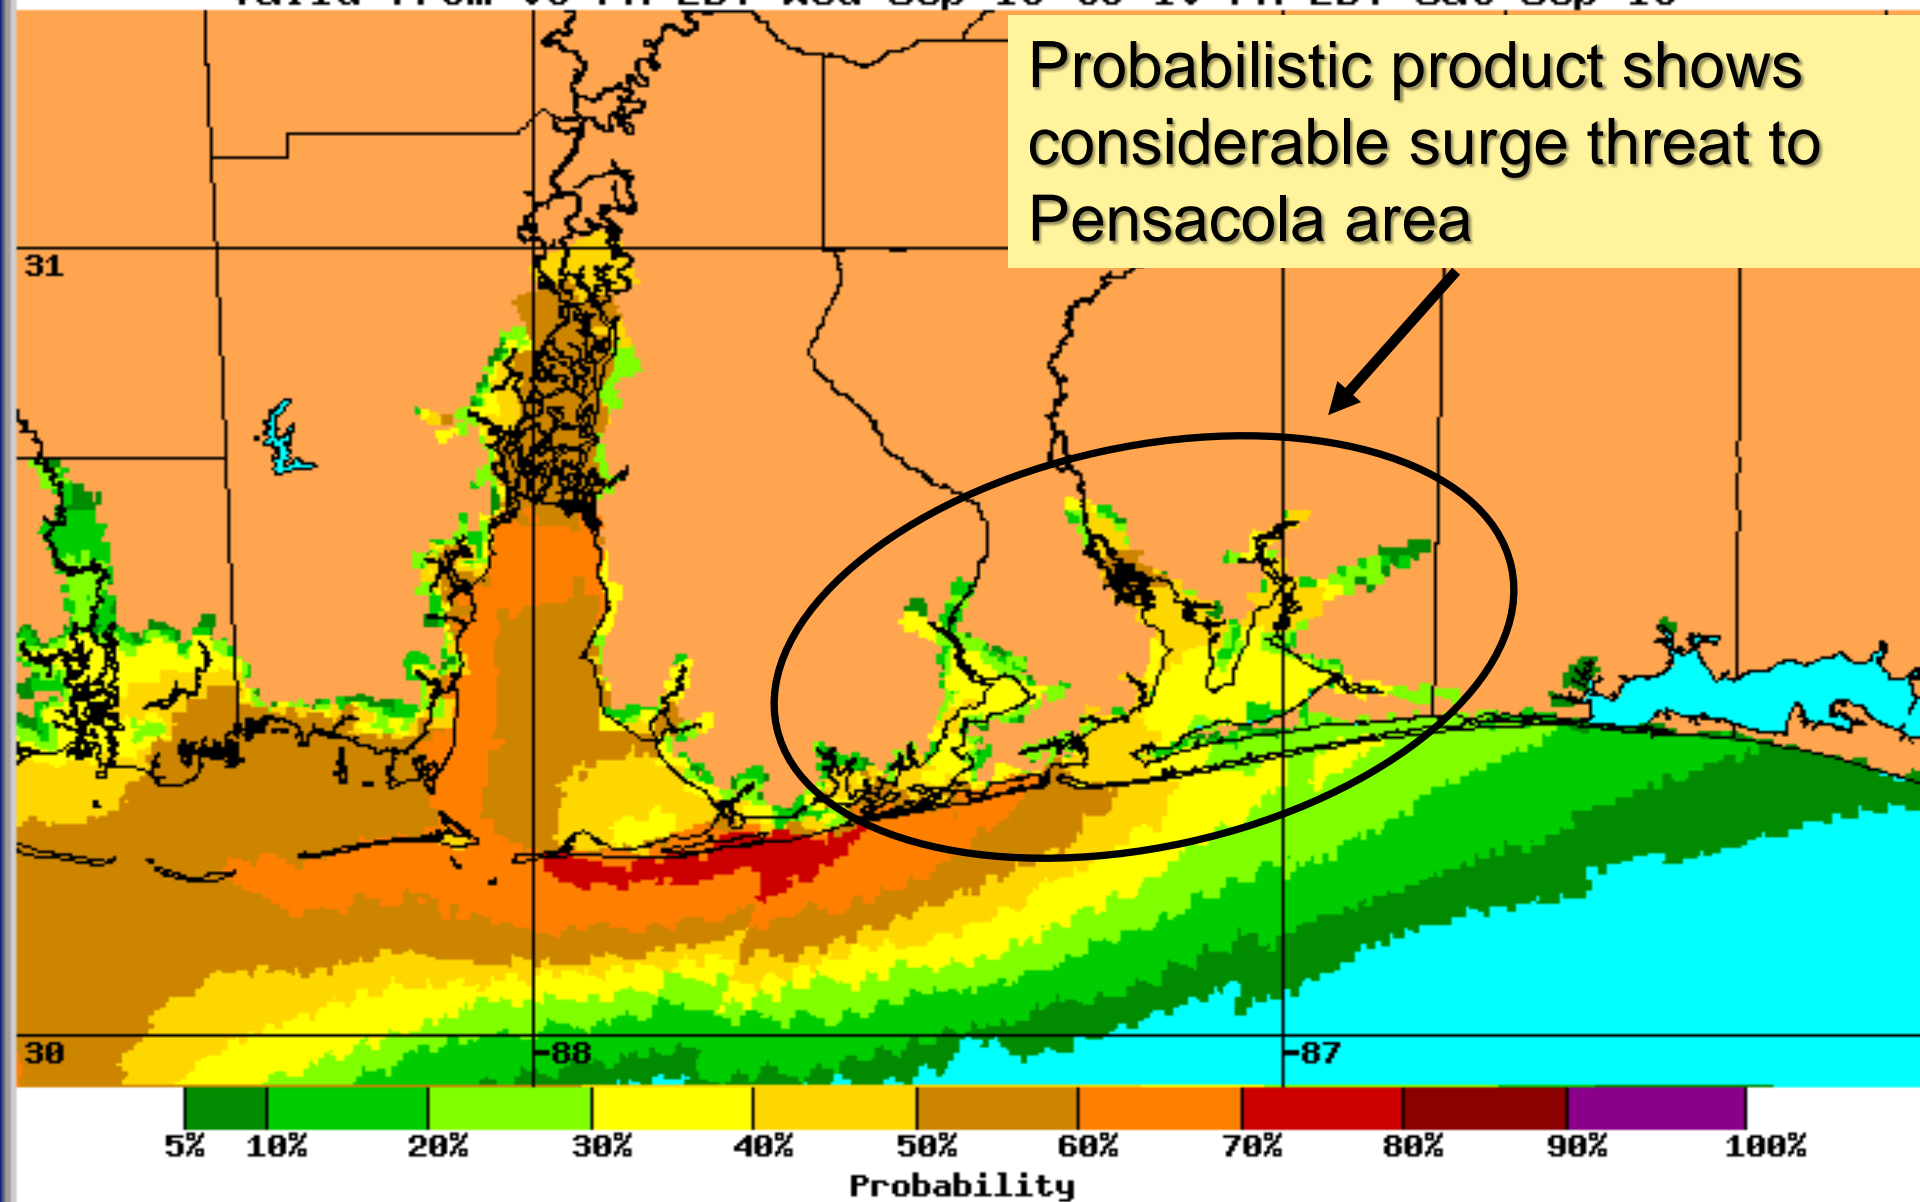 Probabilistic product shows
considerable surge threat to
Pensacola area
31
30
-88
-87
5% 10% 20% 30% 40% 50% 60% 70% 80% 90% 100%
Probability